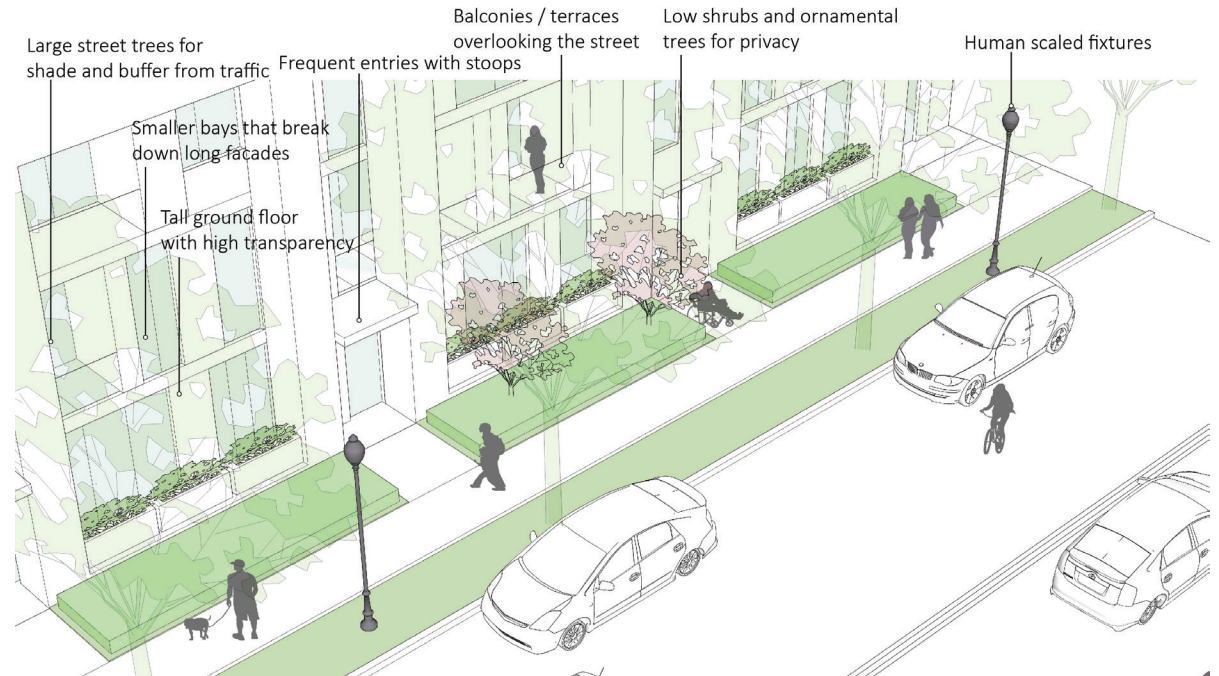 Large street trees for
shade and buffer from traffic
Smaller bays that break
down long facades
Tall ground floor
with high transparency
Frequent entries with stoops
Balconies / terraces
overlooking the street
Low shrubs and ornamental
trees for privacy
Human scaled fixtures